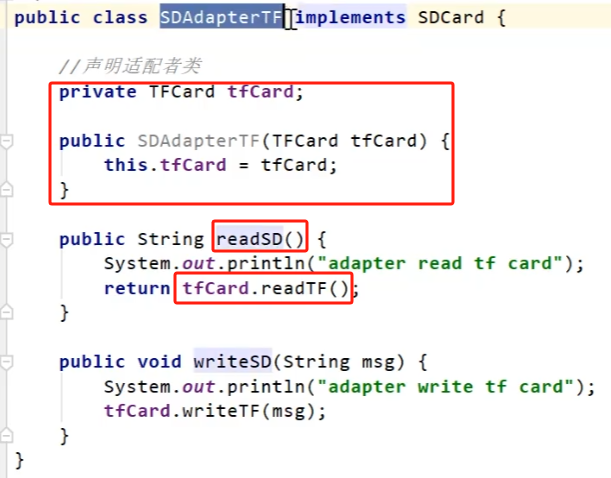 public class SDAdapterTF implements SDCard {
//声明适配者类
private TFCard tfCard;
public SDAdapterTF(TFCard tfCard) {
this.tfCard = tfCard;
}
public String readSD() {
System.out.println("adapter read tf card");
return tfCard.readTF();
}
public void writeSD(String msg) {
System.out.println("adapter write tf card");
tfCard.writeTF(msg);
}
}